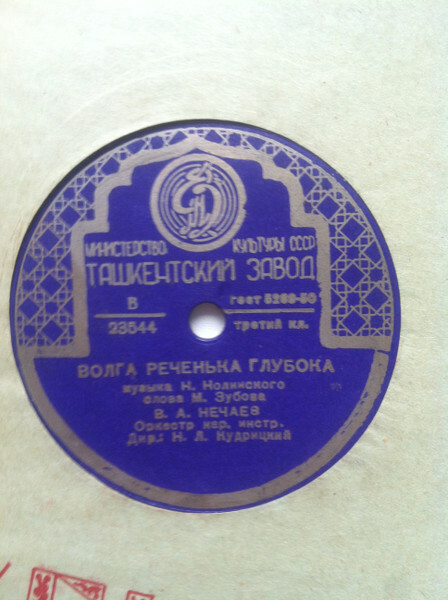 МИНИСТЕРСТВО КУЛЬТУРЫ СССР
ТАШКЕНТСКИЙ ЗАВОД
В ГОСТ 5289-50
23544 третий кл.
ВОЛГА РЕЧЕНЬКА ГЛУБОКА
музыка Н. Нолинского
слова М. Зубова
В. А. НЕЧАЕВ
Оркестр нар. инстр.
Дир.: Н. Л. Кудрицкий